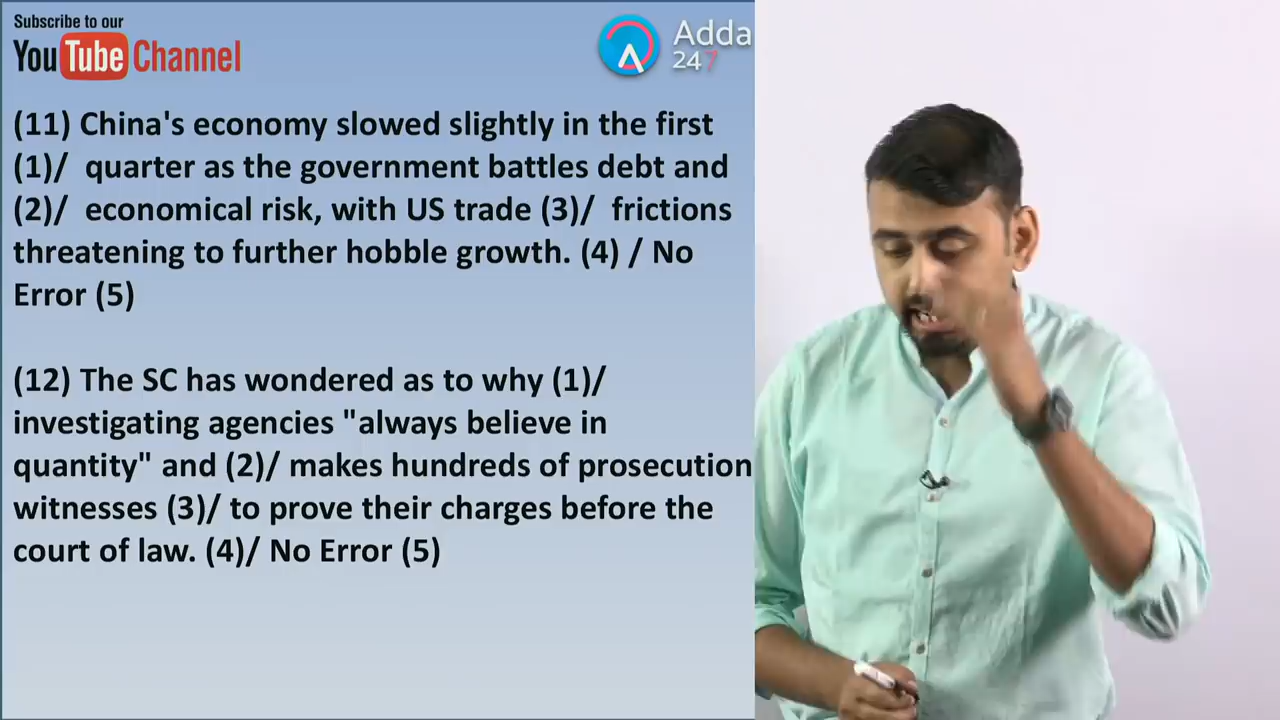 Subscribe to our
YouTube Channel
Adda
247
(11) China's economy slowed slightly in the first
(1)/ quarter as the government battles debt and
(2)/ economical risk, with US trade (3)/ frictions
threatening to further hobble growth. (4) / No
Error (5)
(12) The SC has wondered as to why (1)/
investigating agencies "always believe in
quantity" and (2)/ makes hundreds of prosecution
witnesses (3)/ to prove their charges before the
court of law. (4)/ No Error (5)